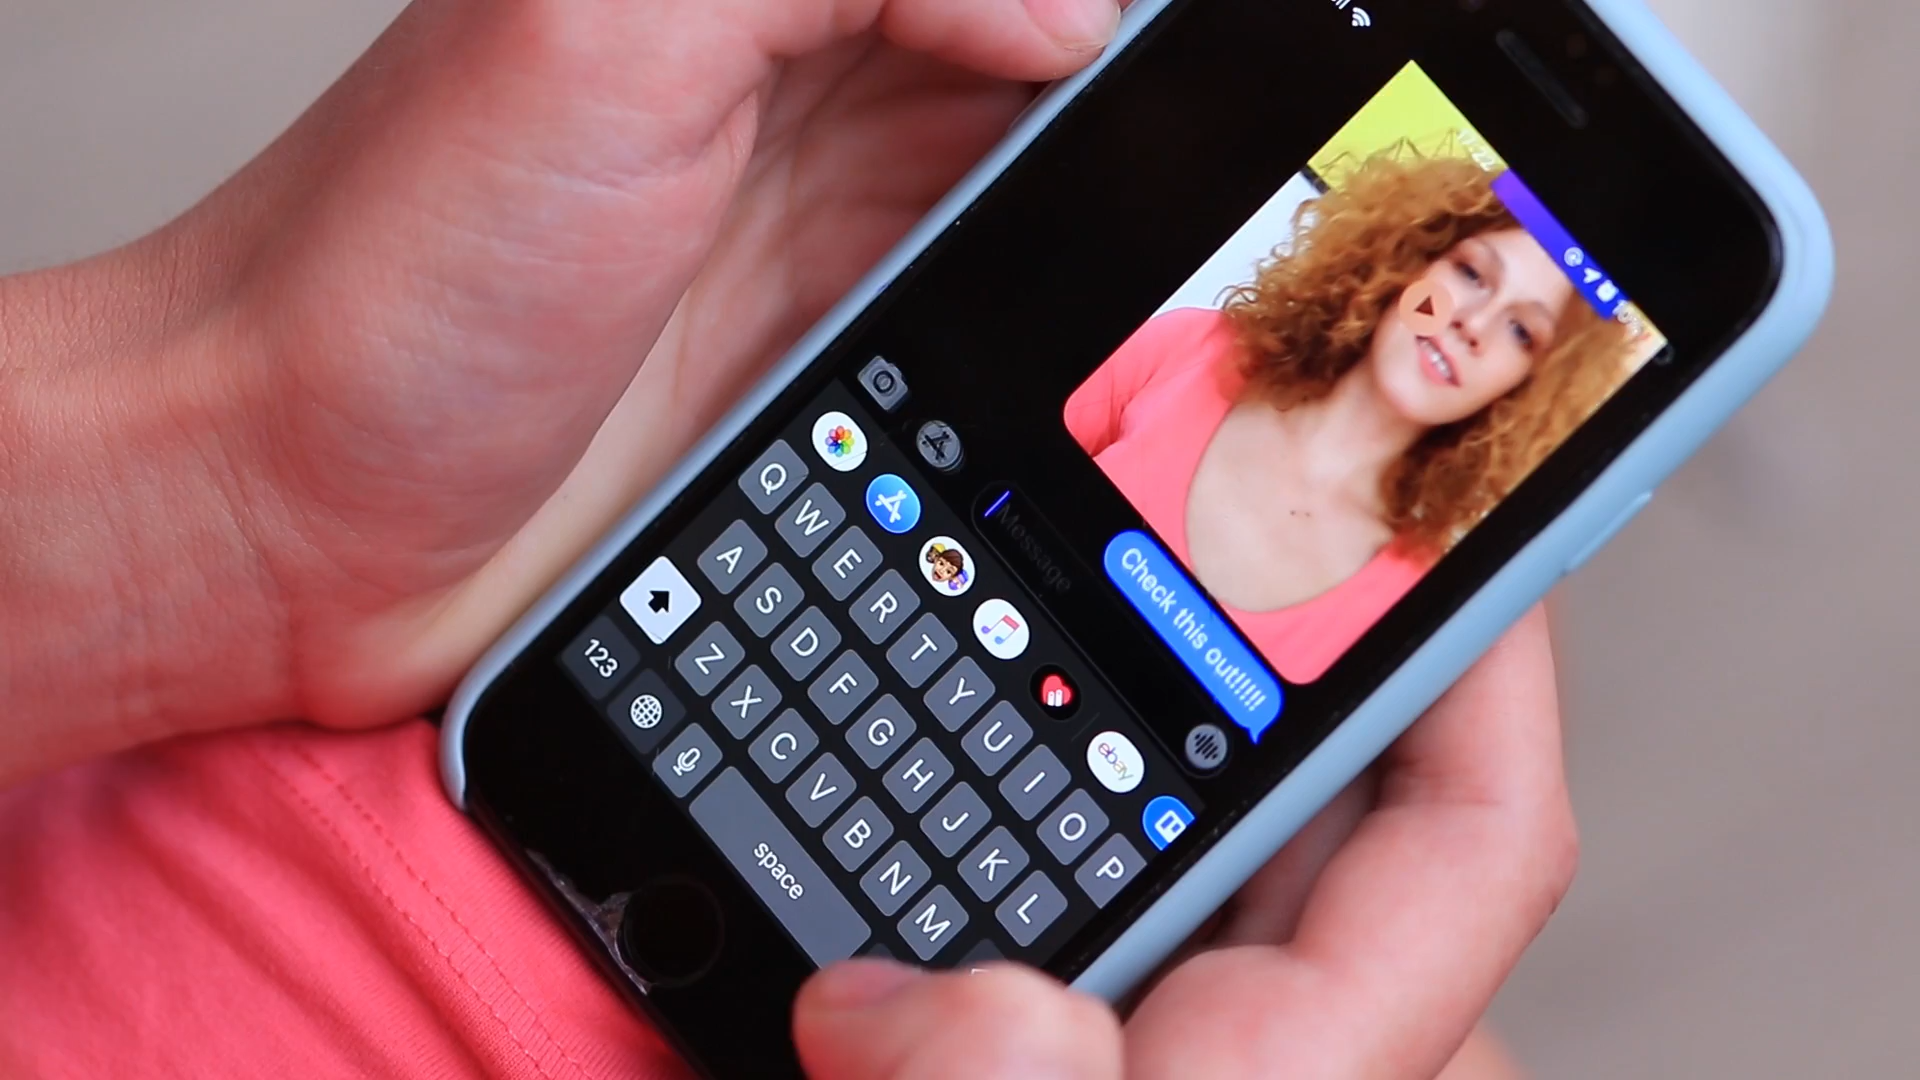 Check this out!!!!!
Message
ebay
Q W E R T Y U I O P
A S D F G H J K L
Z X C V B N M
123
space